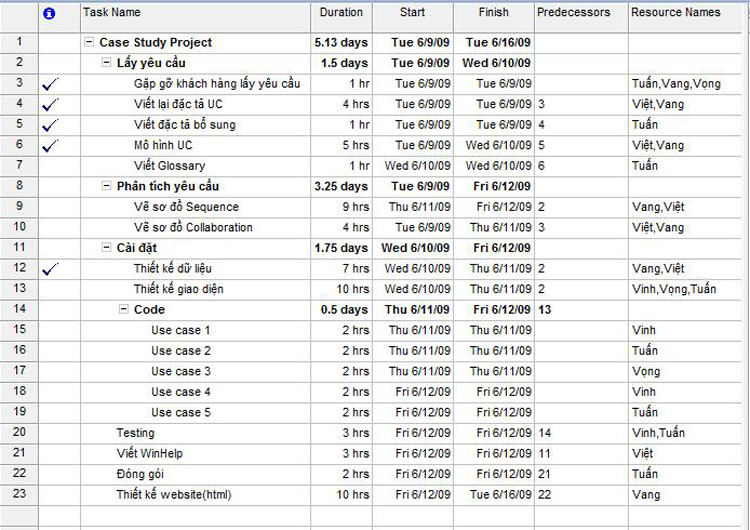 Task Name Duration Start Finish Predecessors Resource Names
1 Case Study Project 5.13 days Tue 6/9/09 Tue 6/16/09
2 Lấy yêu cầu 1.5 days Tue 6/9/09 Wed 6/10/09
3 Gặp gỡ khách hàng lấy yêu cầu 1 hr Tue 6/9/09 Tue 6/9/09 Tuấn,Vang,Vọng
4 Viết lại đặc tả UC 4 hrs Tue 6/9/09 Tue 6/9/09 3 Việt,Vang
5 Viết đặc tả bổ sung 1 hr Tue 6/9/09 Tue 6/9/09 4 Tuấn
6 Mô hình UC 5 hrs Tue 6/9/09 Wed 6/10/09 5 Việt,Vang
7 Viết Glossary 1 hr Wed 6/10/09 Wed 6/10/09 6 Tuấn
8 Phân tích yêu cầu 3.25 days Tue 6/9/09 Fri 6/12/09
9 Vẽ sơ đồ Sequence 9 hrs Thu 6/11/09 Fri 6/12/09 2 Vang,Việt
10 Vẽ sơ đồ Collaboration 4 hrs Tue 6/9/09 Thu 6/11/09 3 Việt,Vang
11 Cài đặt 1.75 days Wed 6/10/09 Fri 6/12/09
12 Thiết kế dữ liệu 7 hrs Wed 6/10/09 Thu 6/11/09 2 Vang,Việt
13 Thiết kế giao diện 10 hrs Wed 6/10/09 Thu 6/11/09 2 Vinh,Vọng,Tuấn
14 Code 0.5 days Thu 6/11/09 Fri 6/12/09 13
15 Use case 1 2 hrs Thu 6/11/09 Thu 6/11/09 Vinh
16 Use case 2 2 hrs Thu 6/11/09 Thu 6/11/09 Tuấn
17 Use case 3 2 hrs Thu 6/11/09 Thu 6/11/09 Vọng
18 Use case 4 2 hrs Fri 6/12/09 Fri 6/12/09 Vinh
19 Use case 5 2 hrs Fri 6/12/09 Fri 6/12/09 Tuấn
20 Testing 3 hrs Fri 6/12/09 Fri 6/12/09 14 Vinh,Tuấn
21 Viết WinHelp 3 hrs Fri 6/12/09 Fri 6/12/09 11 Việt
22 Đóng gói 2 hrs Fri 6/12/09 Fri 6/12/09 21 Tuấn
23 Thiết kế website(html) 10 hrs Fri 6/12/09 Tue 6/16/09 22 Vang